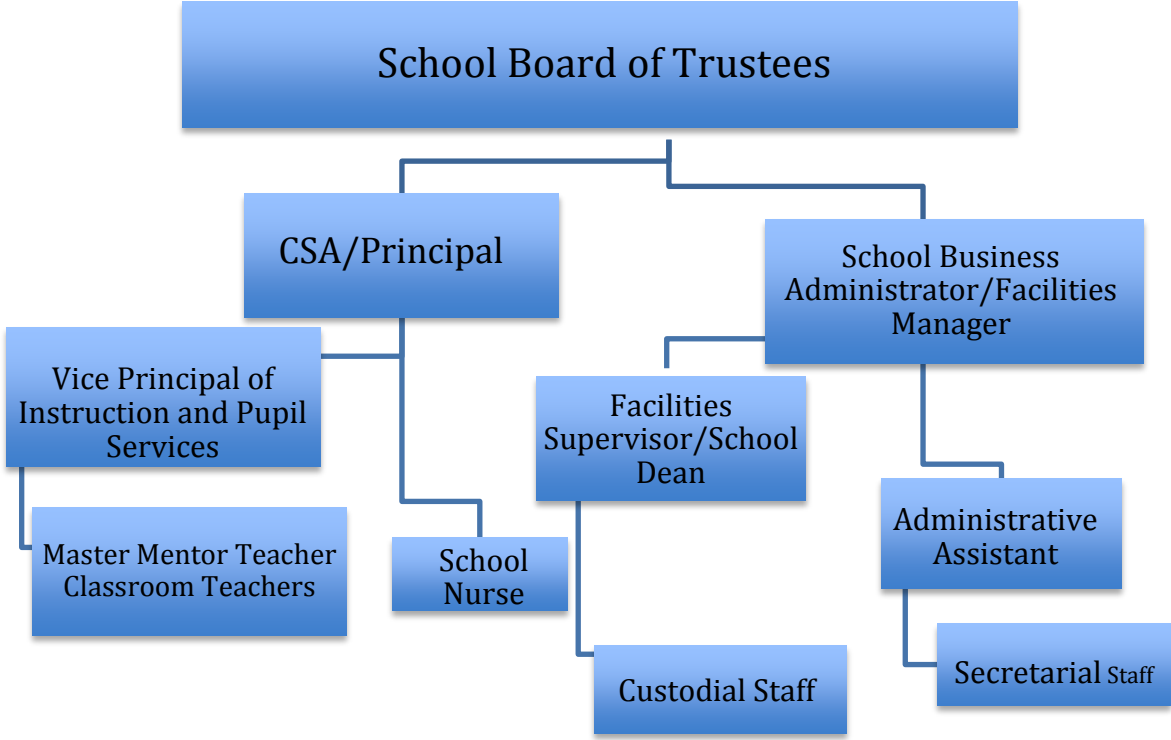 School Board of Trustees
CSA/Principal
School Business
Administrator/Facilities
Manager
Vice Principal of
Instruction and Pupil
Services
Facilities
Supervisor/School
Dean
Master Mentor Teacher
Classroom Teachers
School
Nurse
Administrative
Assistant
Custodial Staff
Secretarial Staff